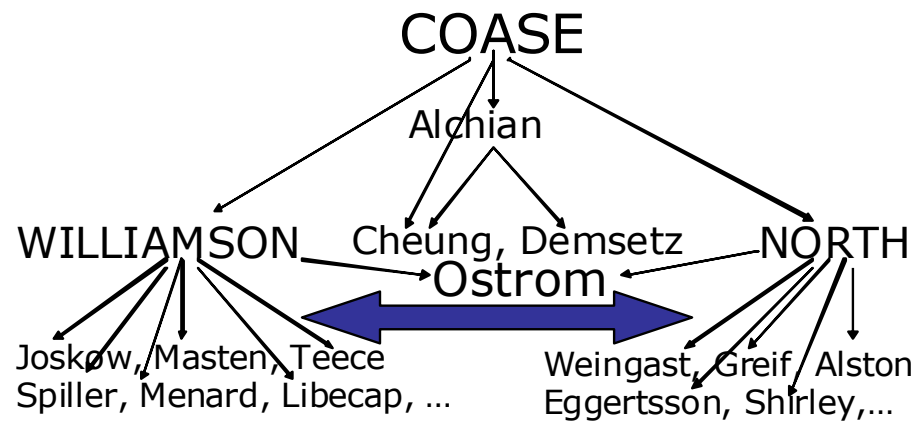 COASE
Alchian
WILLIAMSON
Cheung, Demsetz
NORTH
Ostrom
Joskow, Masten, Teece
Spiller, Menard, Libecap, ...
Weingast, Greif, Alston
Eggertsson, Shirley,...